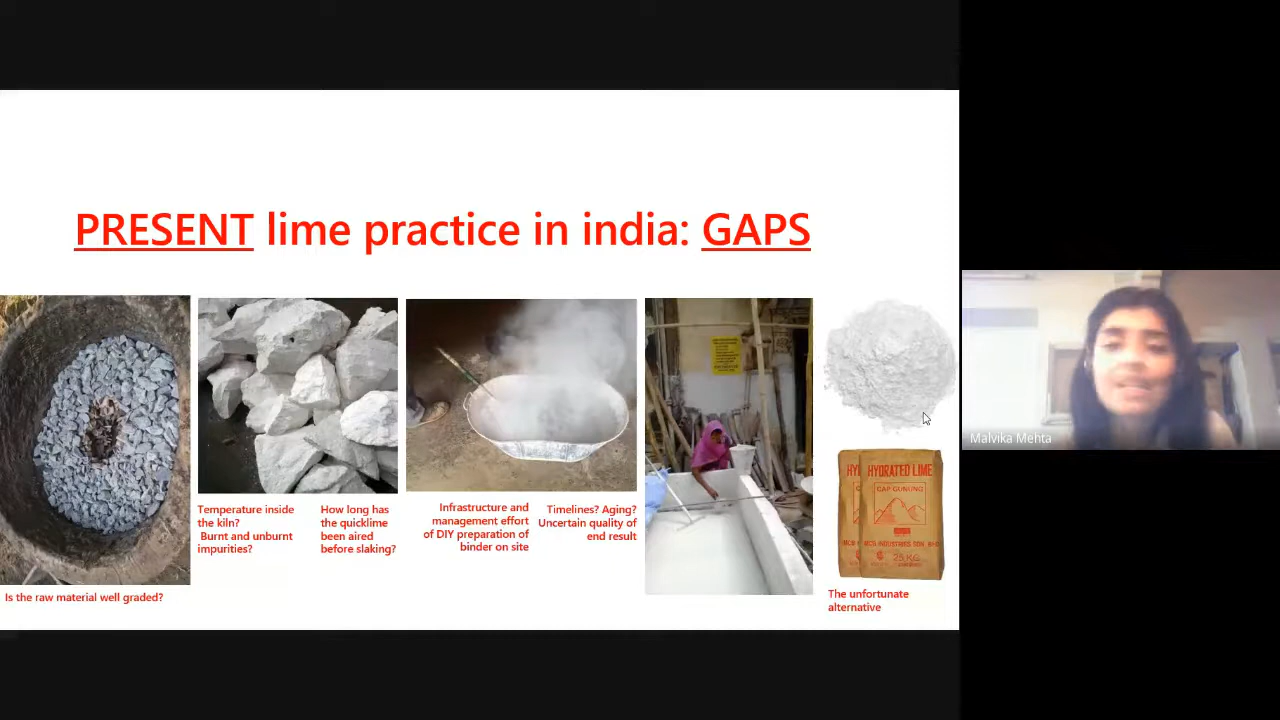 PRESENT lime practice in india: GAPS
Is the raw material well graded?
Temperature inside
the kiln?
Burnt and unburnt
impurities?
How long has
the quicklime
been aired
before slaking?
Infrastructure and
management effort
of DIY preparation of
binder on site
Timelines? Aging?
Uncertain quality of
end result
HY
HYDRATED LIME
CAP GUNUNG
INDUSTRIES SDN
25 KG
The unfortunate
alternative
Malvika Mehta